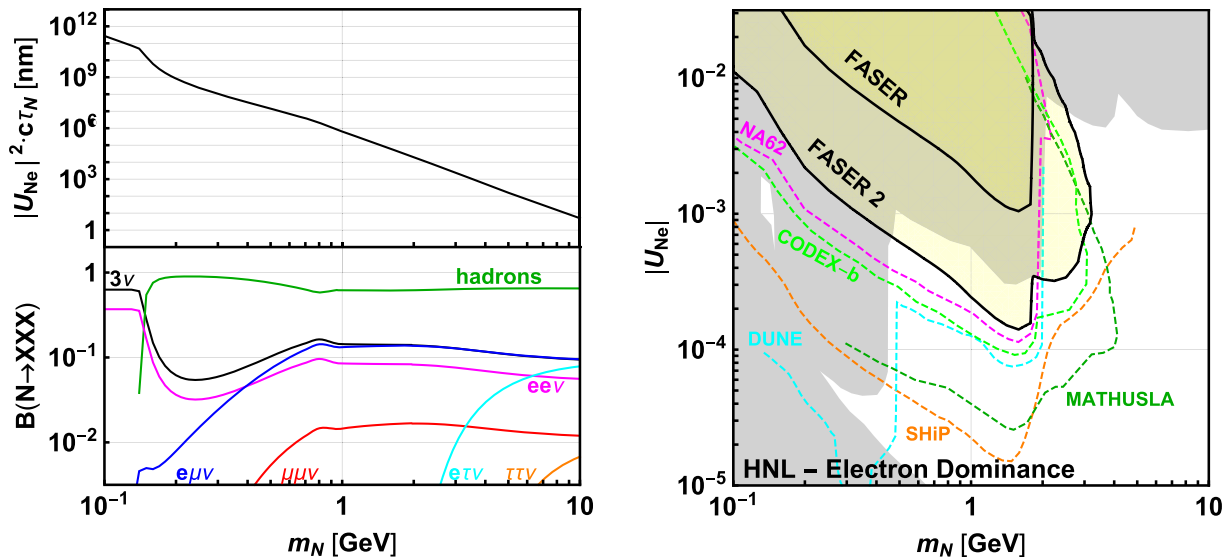 |U_Ne|²·cτ_N [nm]
10¹²
10⁹
10⁶
10³
1
B(N→XXX)
1
10⁻¹
10⁻²
3ν
hadrons
eeν
eμν
μμν
eτν
ττν
10⁻¹
1
10
m_N [GeV]
|U_Ne|
10⁻²
10⁻³
10⁻⁴
10⁻⁵
FASER
FASER 2
NA62
CODEX-b
DUNE
MATHUSLA
SHiP
HNL – Electron Dominance
10⁻¹
1
10
m_N [GeV]